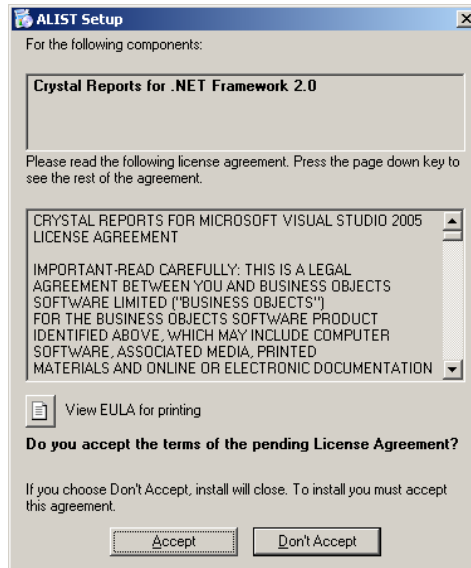 ALIST Setup
For the following components:
Crystal Reports for .NET Framework 2.0
Please read the following license agreement. Press the page down key to
see the rest of the agreement.
CRYSTAL REPORTS FOR MICROSOFT VISUAL STUDIO 2005
LICENSE AGREEMENT
IMPORTANT-READ CAREFULLY: THIS IS A LEGAL
AGREEMENT BETWEEN YOU AND BUSINESS OBJECTS
SOFTWARE LIMITED ("BUSINESS OBJECTS")
FOR THE BUSINESS OBJECTS SOFTWARE PRODUCT
IDENTIFIED ABOVE, WHICH MAY INCLUDE COMPUTER
SOFTWARE, ASSOCIATED MEDIA, PRINTED
MATERIALS AND ONLINE OR ELECTRONIC DOCUMENTATION
View EULA for printing
Do you accept the terms of the pending License Agreement?
If you choose Don't Accept, install will close. To install you must accept
this agreement.
Accept
Don't Accept